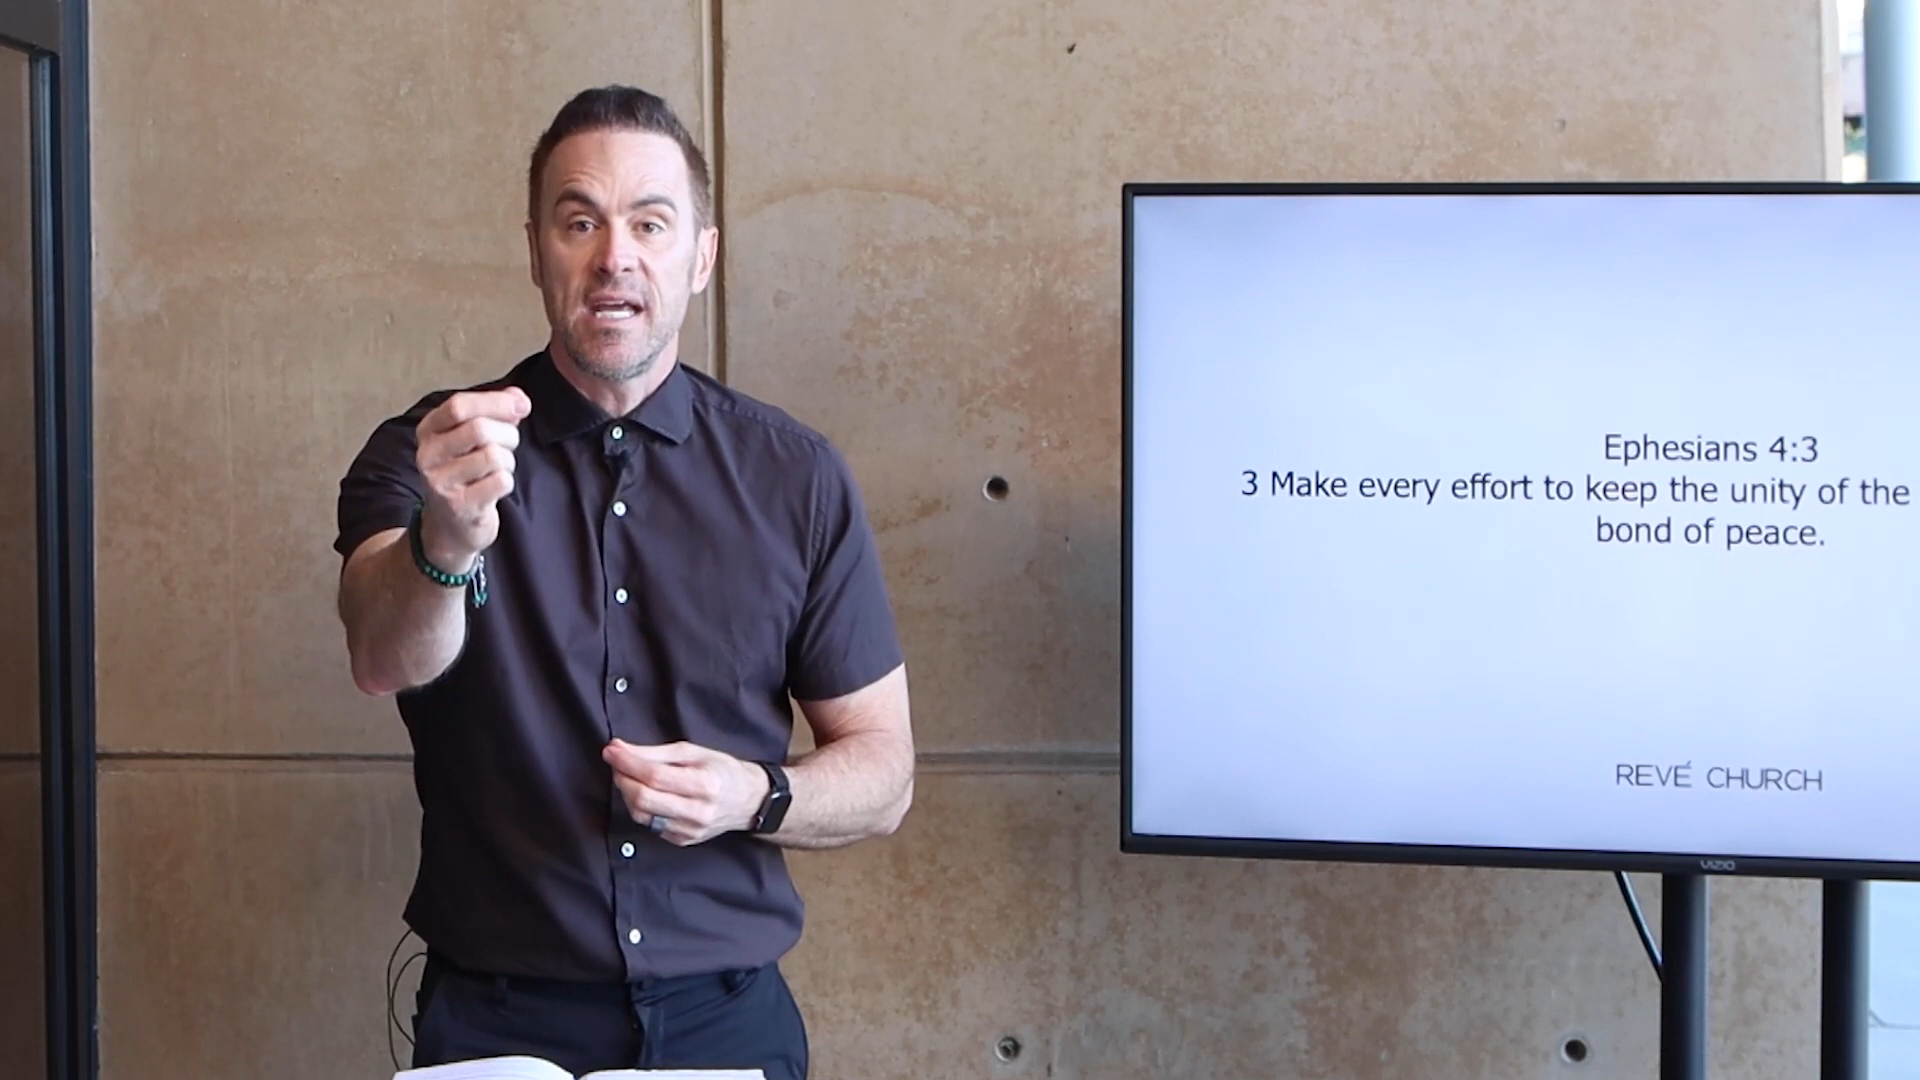 Ephesians 4:3
3 Make every effort to keep the unity of the
bond of peace.
REVÉ CHURCH
VIZIO